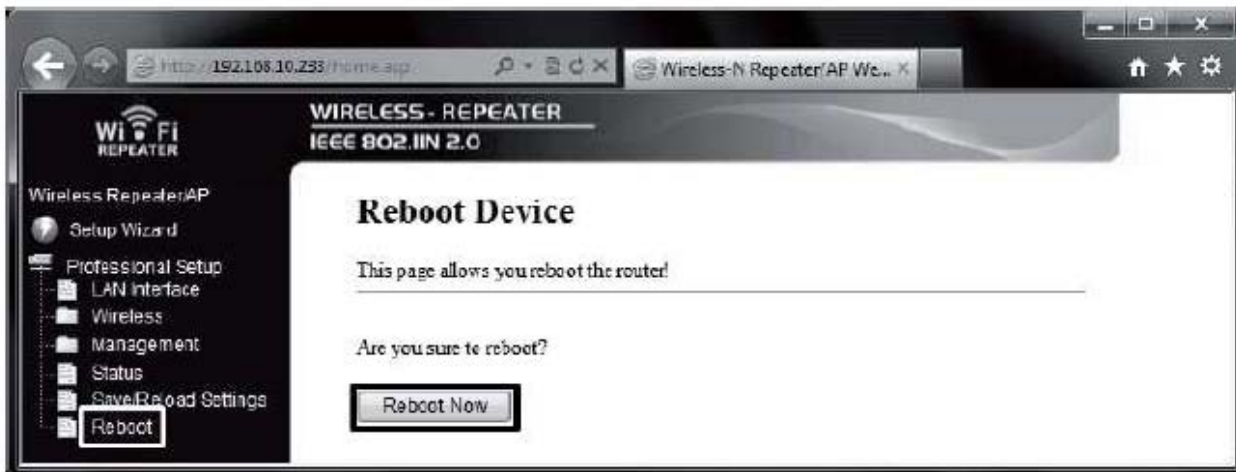 http://192.168.10.233/home.asp
Wireless-N Repeater/AP We...
Wi Fi
REPEATER
WIRELESS-REPEATER
IEEE 802.11N 2.0
Wireless Repeater/AP
Setup Wizard
Professional Setup
LAN Interface
Wireless
Management
Status
Save/Reload Settings
Reboot
Reboot Device
This page allows you reboot the router!
Are you sure to reboot?
Reboot Now